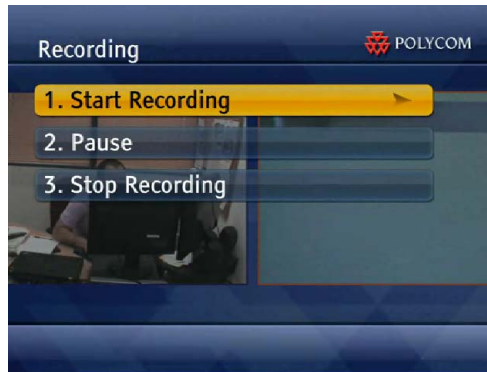 Recording
POLYCOM
1. Start Recording
2. Pause
3. Stop Recording